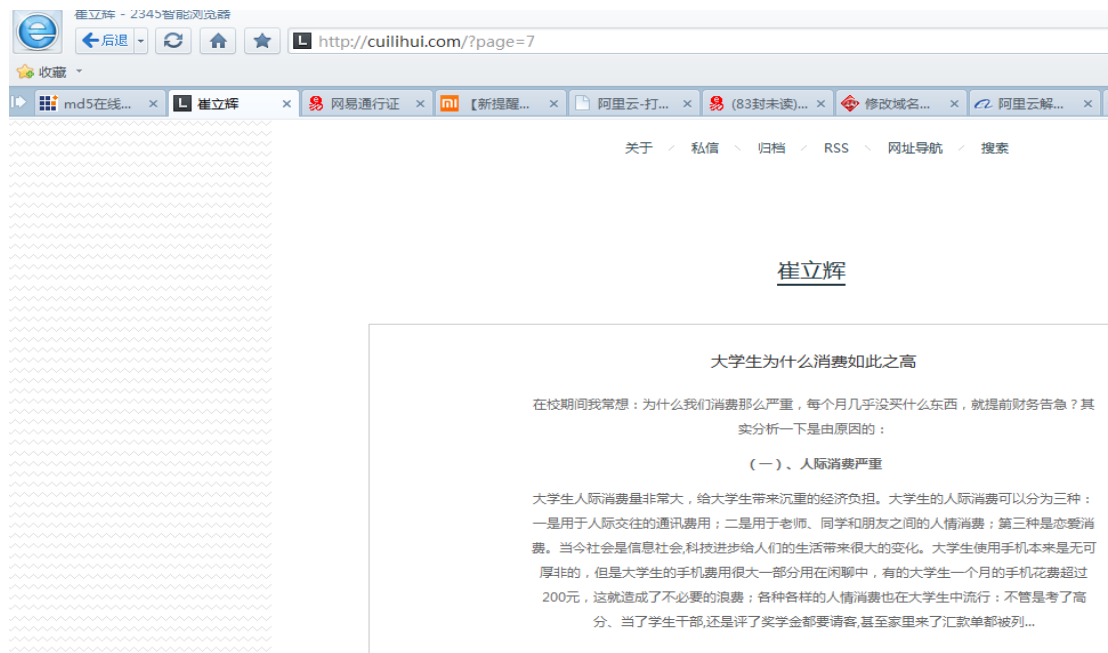 崔立辉 - 2345智能浏览器
后退
http://cuilihui.com/?page=7
收藏
md5在线... × 崔立辉 × 网易通行证 × 【新提醒... × 阿里云-打... × (83封未读)... × 修改域名... × 阿里云解... ×
关于 / 私信 \ 归档 / RSS \ 网址导航 / 搜索
崔立辉
大学生为什么消费如此之高
在校期间我常想：为什么我们消费那么严重，每个月几乎没买什么东西，就提前财务告急？其
实分析一下是由原因的：
（一）、人际消费严重
大学生人际消费量非常大，给大学生带来沉重的经济负担。大学生的人际消费可以分为三种：
一是用于人际交往的通讯费用；二是用于老师、同学和朋友之间的人情消费；第三种是恋爱消
费。当今社会是信息社会,科技进步给人们的生活带来很大的变化。大学生使用手机本来是无可
厚非的，但是大学生的手机费用很大一部分用在闲聊中，有的大学生一个月的手机花费超过
200元，这就造成了不必要的浪费；各种各样的人情消费也在大学生中流行：不管是考了高
分、当了学生干部,还是评了奖学金都要请客,甚至家里来了汇款单都被列...